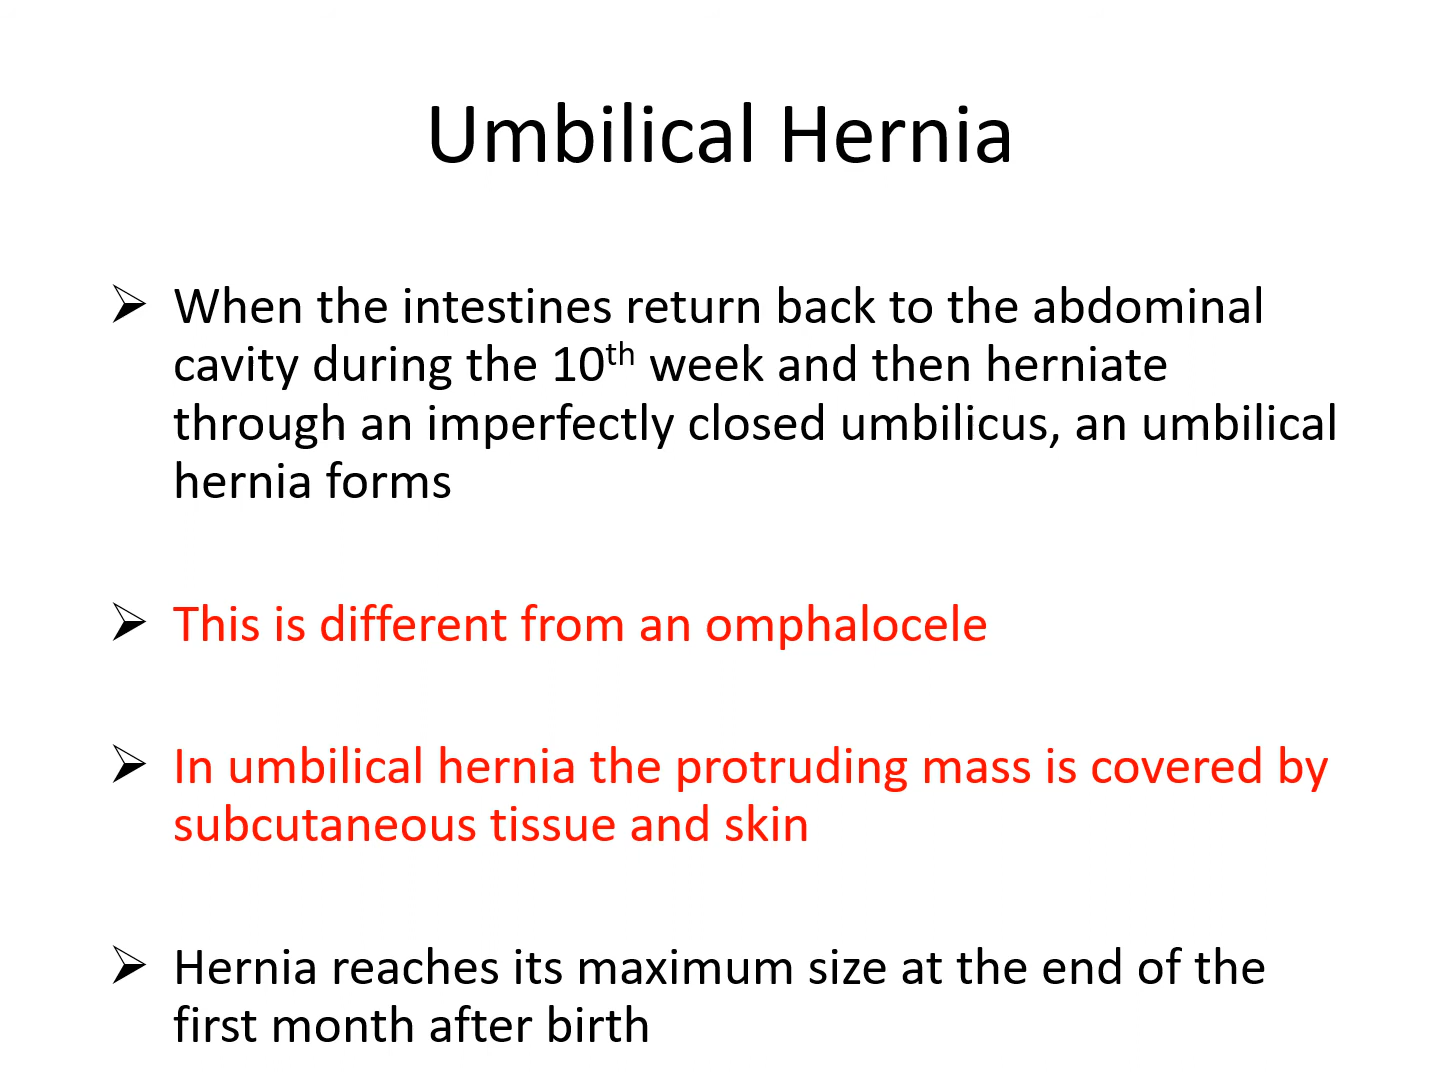 Umbilical Hernia
➢ When the intestines return back to the abdominal
cavity during the 10th week and then herniate
through an imperfectly closed umbilicus, an umbilical
hernia forms
➢ This is different from an omphalocele
➢ In umbilical hernia the protruding mass is covered by
subcutaneous tissue and skin
➢ Hernia reaches its maximum size at the end of the
first month after birth